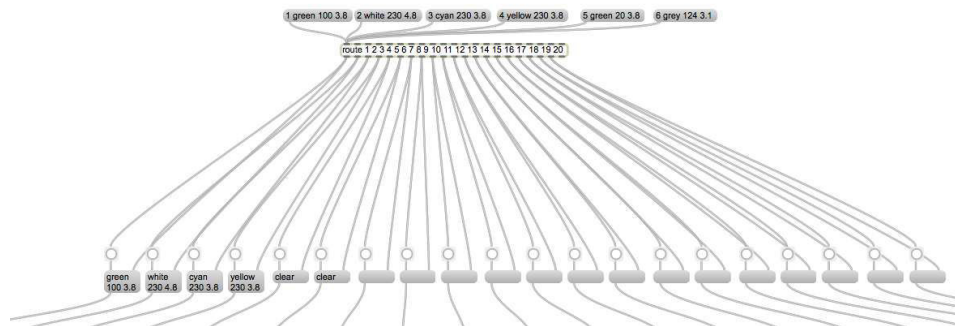 1 green 100 3.8
2 white 230 4.8
3 cyan 230 3.8
4 yellow 230 3.8
5 green 20 3.8
6 grey 124 3.1
route 1 2 3 4 5 6 7 8 9 10 11 12 13 14 15 16 17 18 19 20
green
100 3.8
white
230 4.8
cyan
230 3.8
yellow
230 3.8
clear
clear